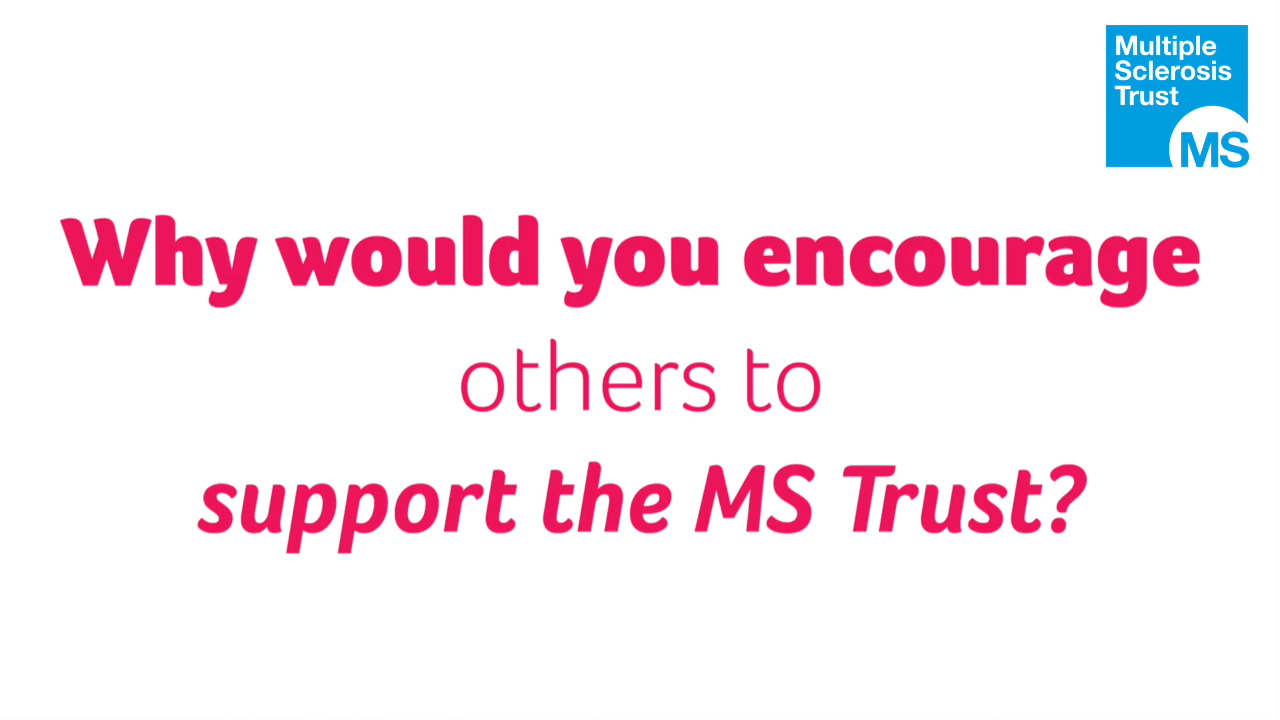 Multiple
Sclerosis
Trust
MS
Why would you encourage
others to
support the MS Trust?